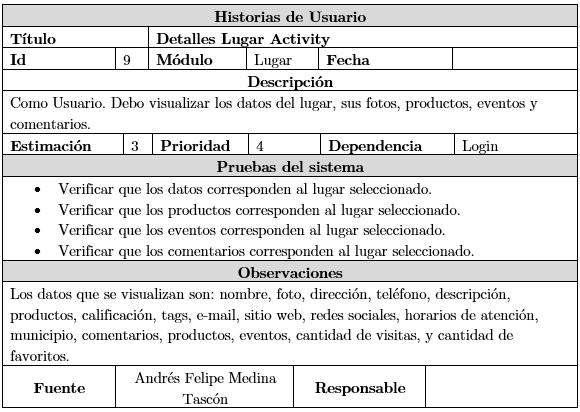 Historias de Usuario
Título Detalles Lugar Activity
Id 9 Módulo Lugar Fecha
Descripción
Como Usuario. Debo visualizar los datos del lugar, sus fotos, productos, eventos y
comentarios.
Estimación 3 Prioridad 4 Dependencia Login
Pruebas del sistema
• Verificar que los datos corresponden al lugar seleccionado.
• Verificar que los productos corresponden al lugar seleccionado.
• Verificar que los eventos corresponden al lugar seleccionado.
• Verificar que los comentarios corresponden al lugar seleccionado.
Observaciones
Los datos que se visualizan son: nombre, foto, dirección, teléfono, descripción,
productos, calificación, tags, e-mail, sitio web, redes sociales, horarios de atención,
municipio, comentarios, productos, eventos, cantidad de visitas, y cantidad de
favoritos.
Fuente Andrés Felipe Medina
Tascón Responsable